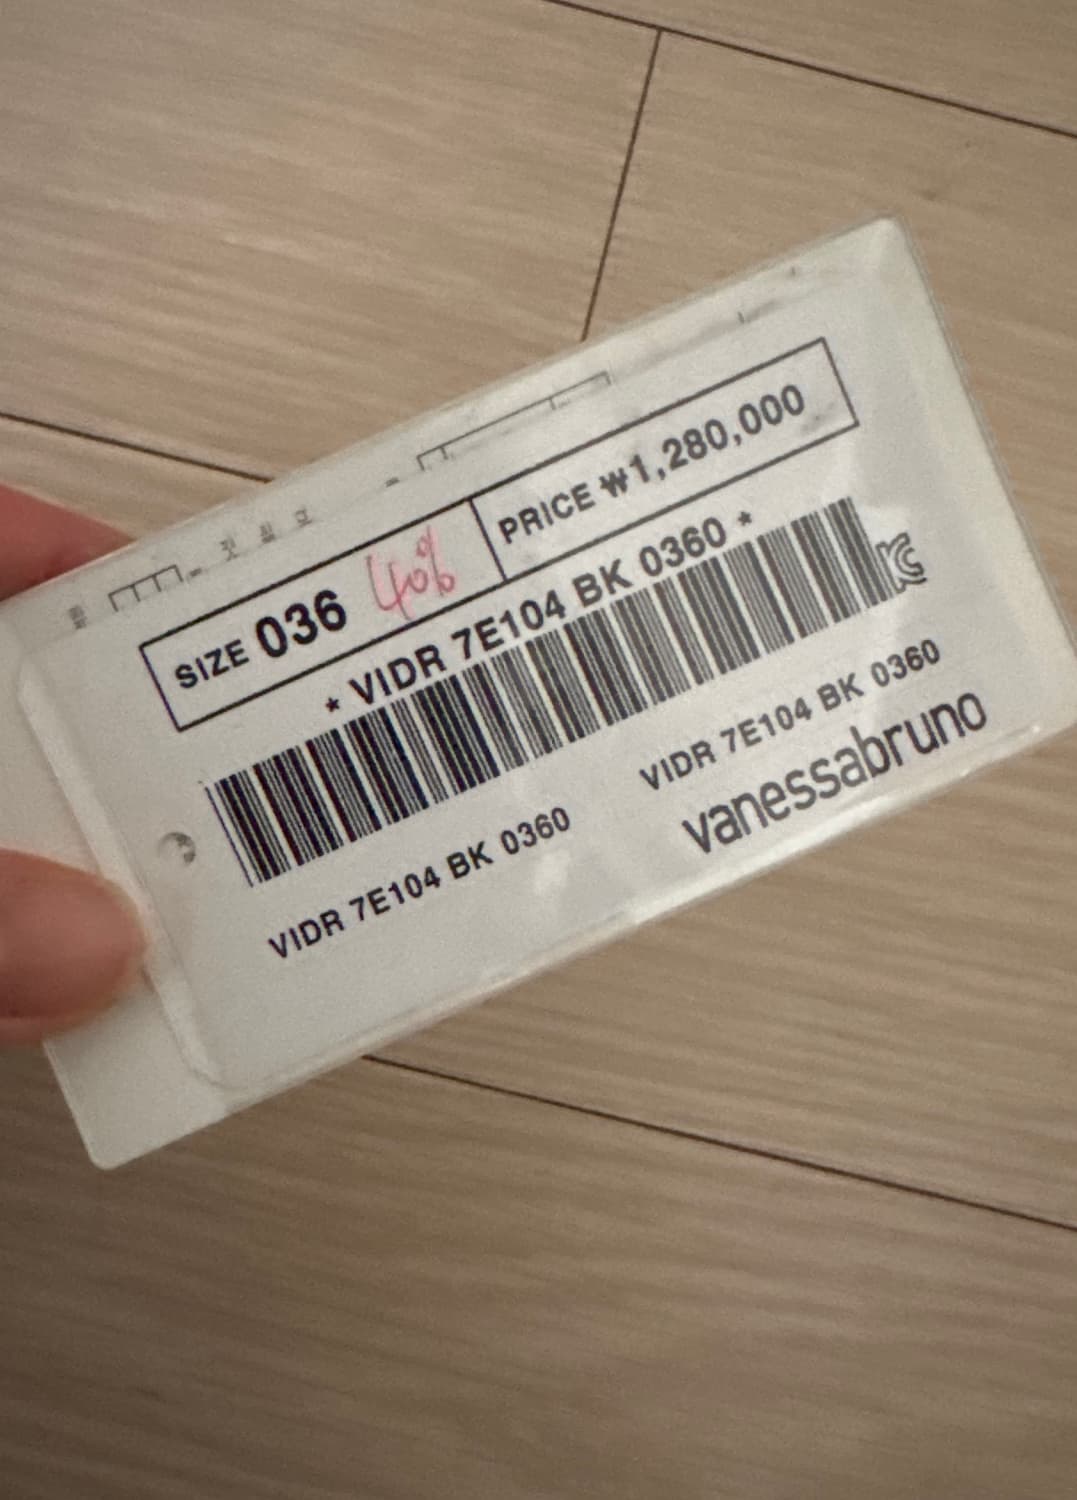 SIZE 036 40% PRICE ₩1,280,000
* VIDR 7E104 BK 0360 *
VIDR 7E104 BK 0360
VIDR 7E104 BK 0360
vanessabruno